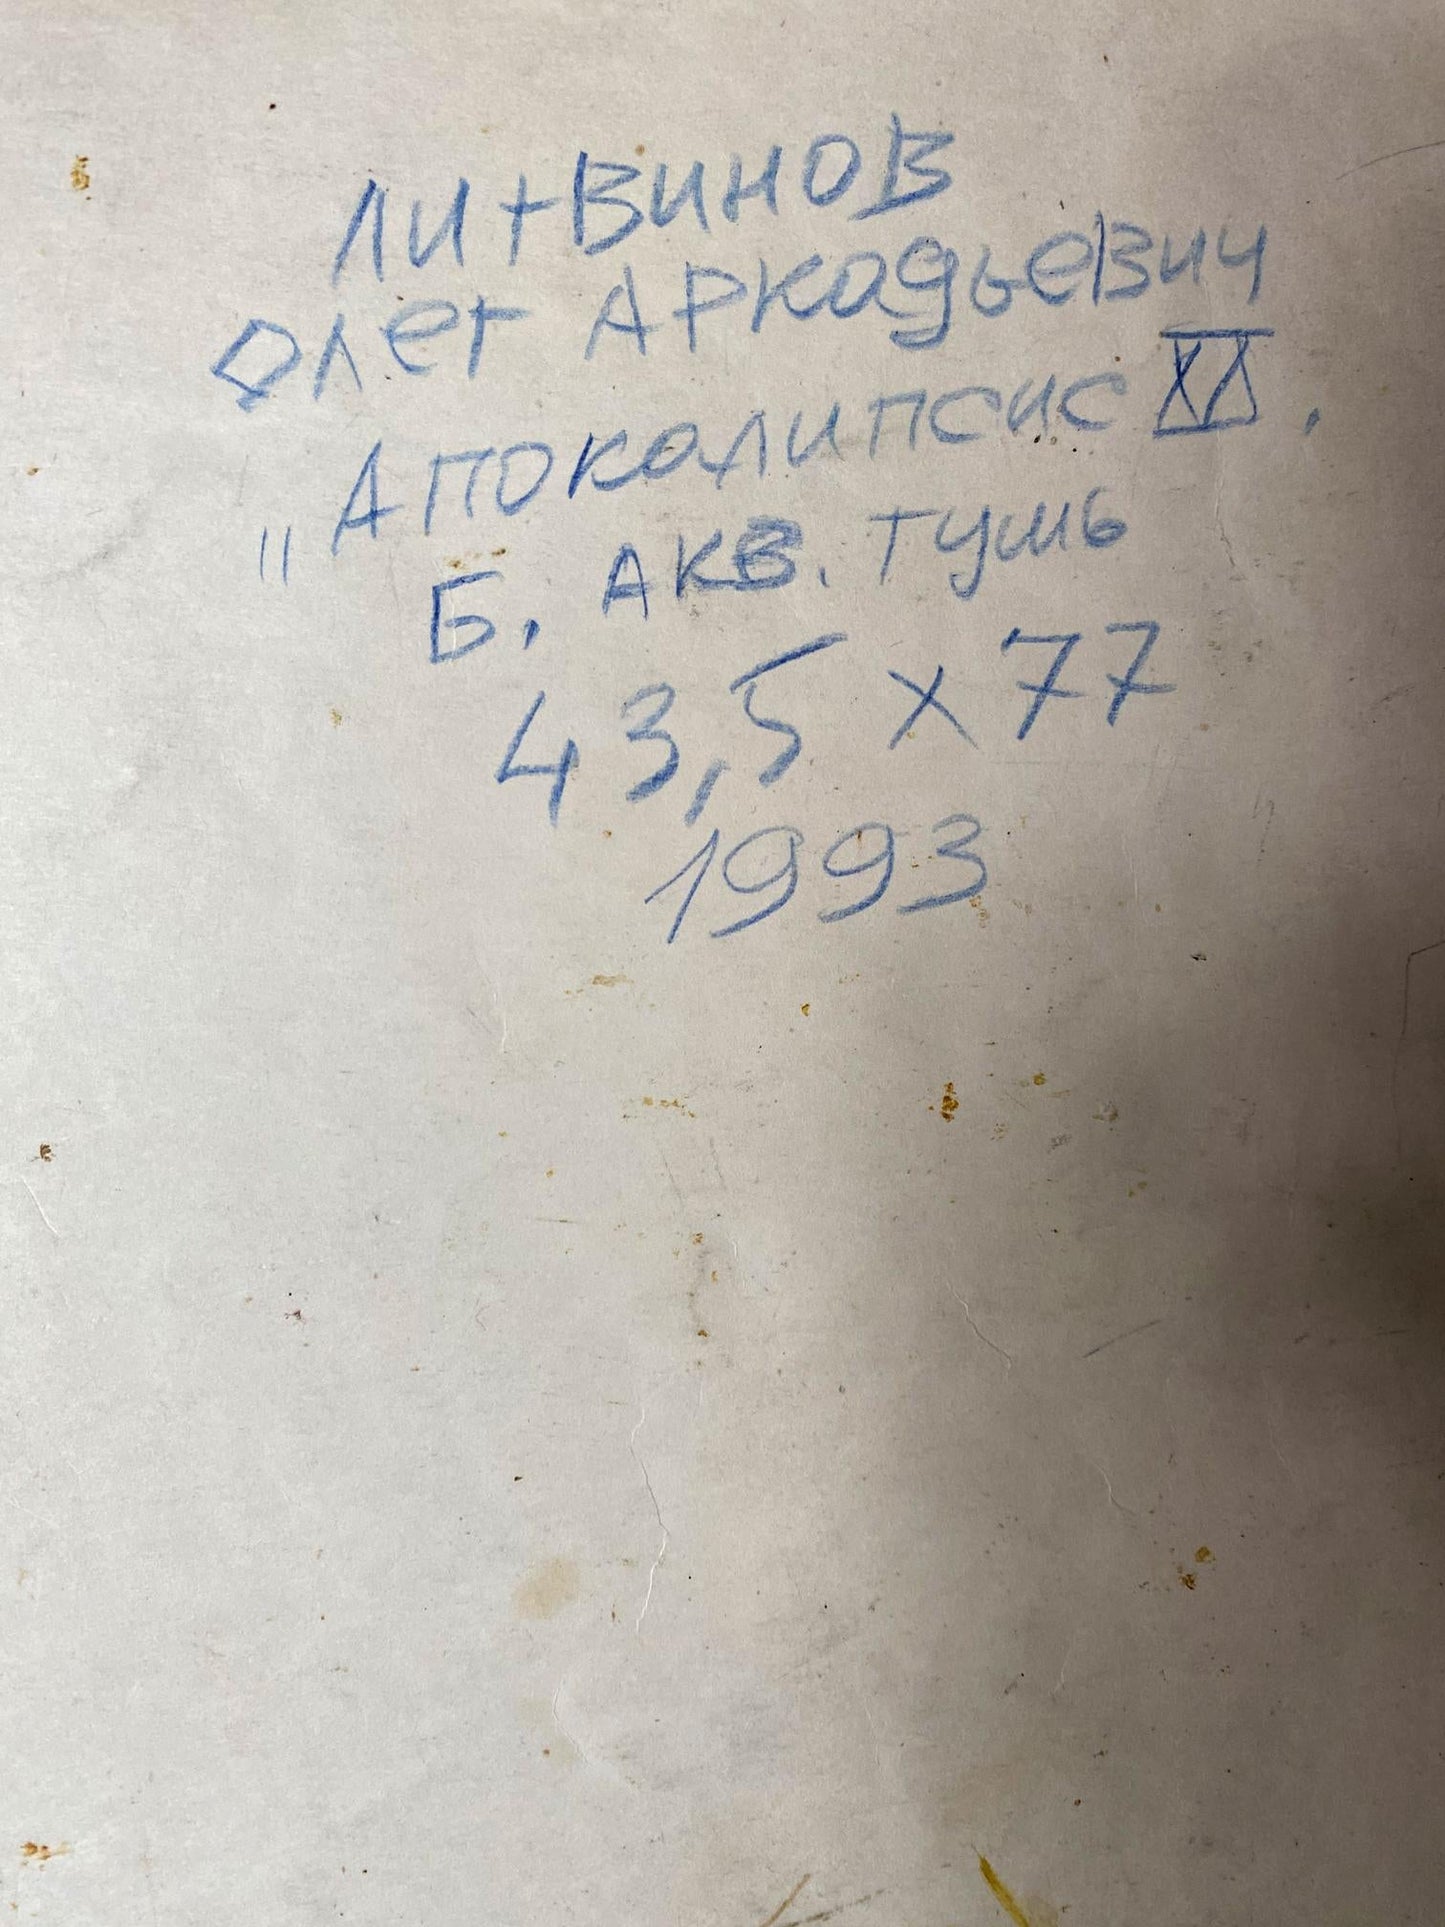 Литвинов
Олег Аркадьевич
„Апокалипсис XX.
Б. акв. тушь
43,5 x 77
1993